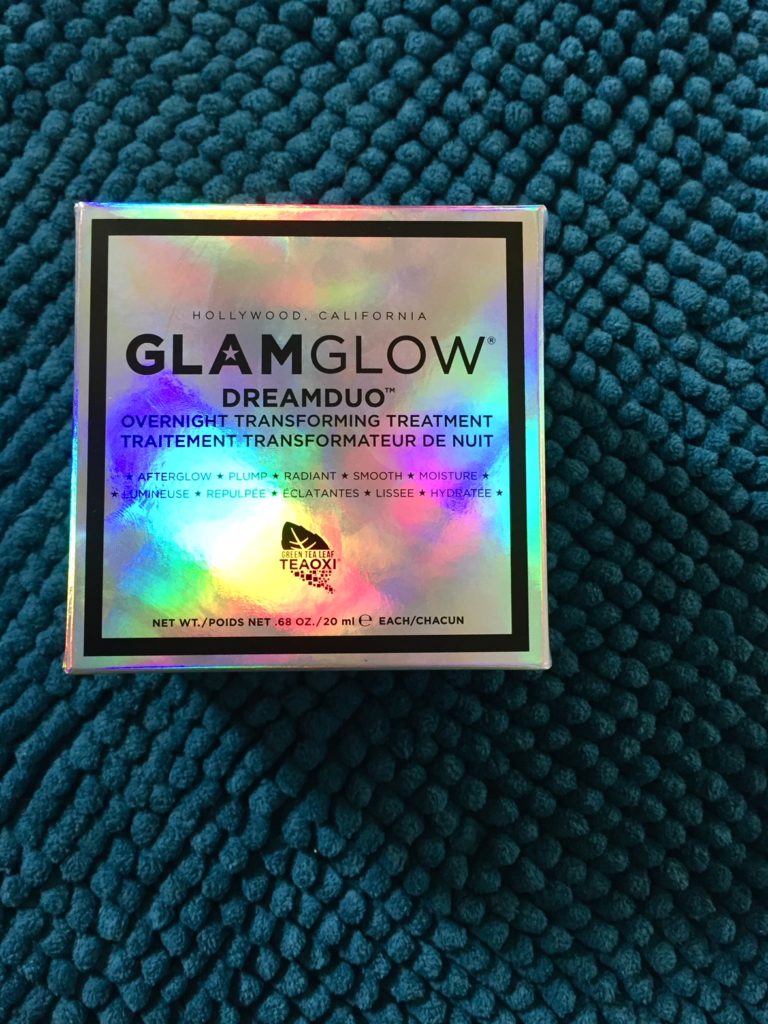 HOLLYWOOD, CALIFORNIA
GLAMGLOW®
DREAMDUO™
OVERNIGHT TRANSFORMING TREATMENT
TRAITEMENT TRANSFORMATEUR DE NUIT
★ AFTERGLOW ★ PLUMP ★ RADIANT ★ SMOOTH ★ MOISTURE ★
★ LUMINEUSE ★ REPULPÉE ★ ÉCLATANTES ★ LISSEE ★ HYDRATÉE ★
GREEN TEA LEAF
TEAOXI®
NET WT./POIDS NET .68 OZ./20 ml ℮ EACH/CHACUN